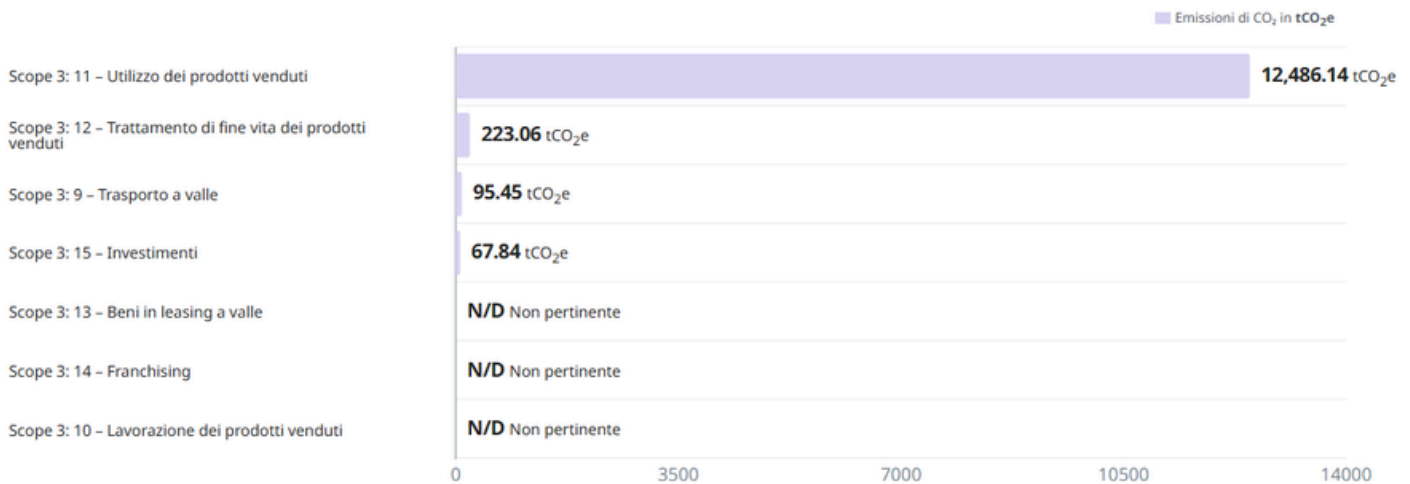 Emissioni di CO₂ in tCO₂e
Scope 3: 11 – Utilizzo dei prodotti venduti
12,486.14 tCO₂e
Scope 3: 12 – Trattamento di fine vita dei prodotti
venduti
223.06 tCO₂e
Scope 3: 9 – Trasporto a valle
95.45 tCO₂e
Scope 3: 15 – Investimenti
67.84 tCO₂e
Scope 3: 13 – Beni in leasing a valle
N/D Non pertinente
Scope 3: 14 – Franchising
N/D Non pertinente
Scope 3: 10 – Lavorazione dei prodotti venduti
N/D Non pertinente
0 3500 7000 10500 14000